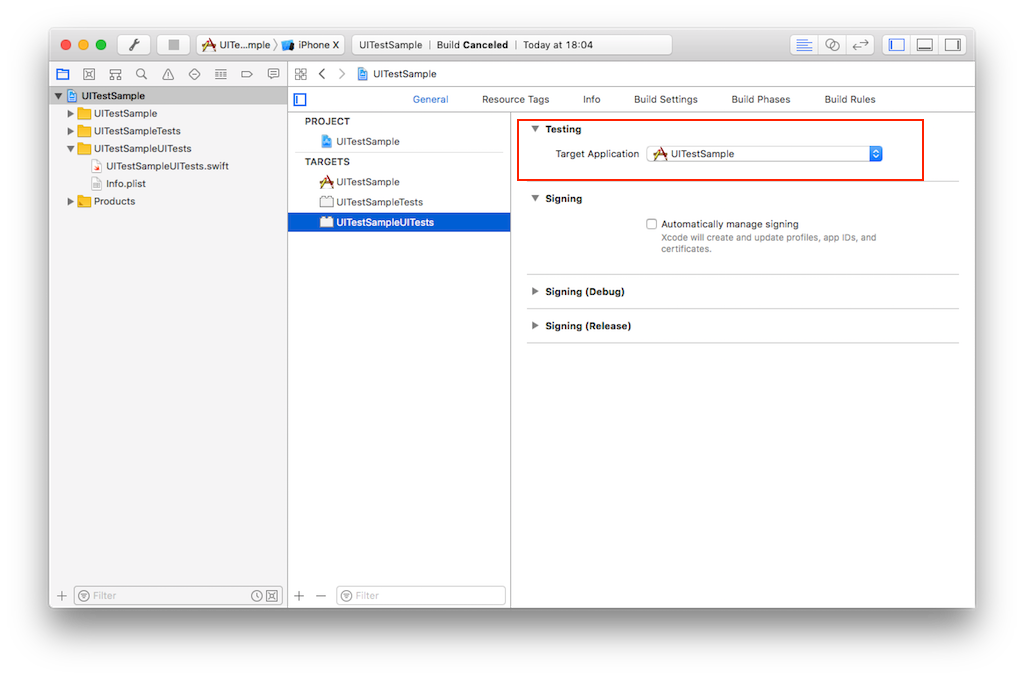 UITe...mple 〉 iPhone X
UITestSample | Build Canceled | Today at 18:04
UITestSample
UITestSample
UITestSampleTests
UITestSampleUITests
UITestSampleUITests.swift
Info.plist
Products
Filter
UITestSample
General Resource Tags Info Build Settings Build Phases Build Rules
PROJECT
UITestSample
TARGETS
UITestSample
UITestSampleTests
UITestSampleUITests
Filter
Testing
Target Application UITestSample
Signing
Automatically manage signing
Xcode will create and update profiles, app IDs, and
certificates.
Signing (Debug)
Signing (Release)